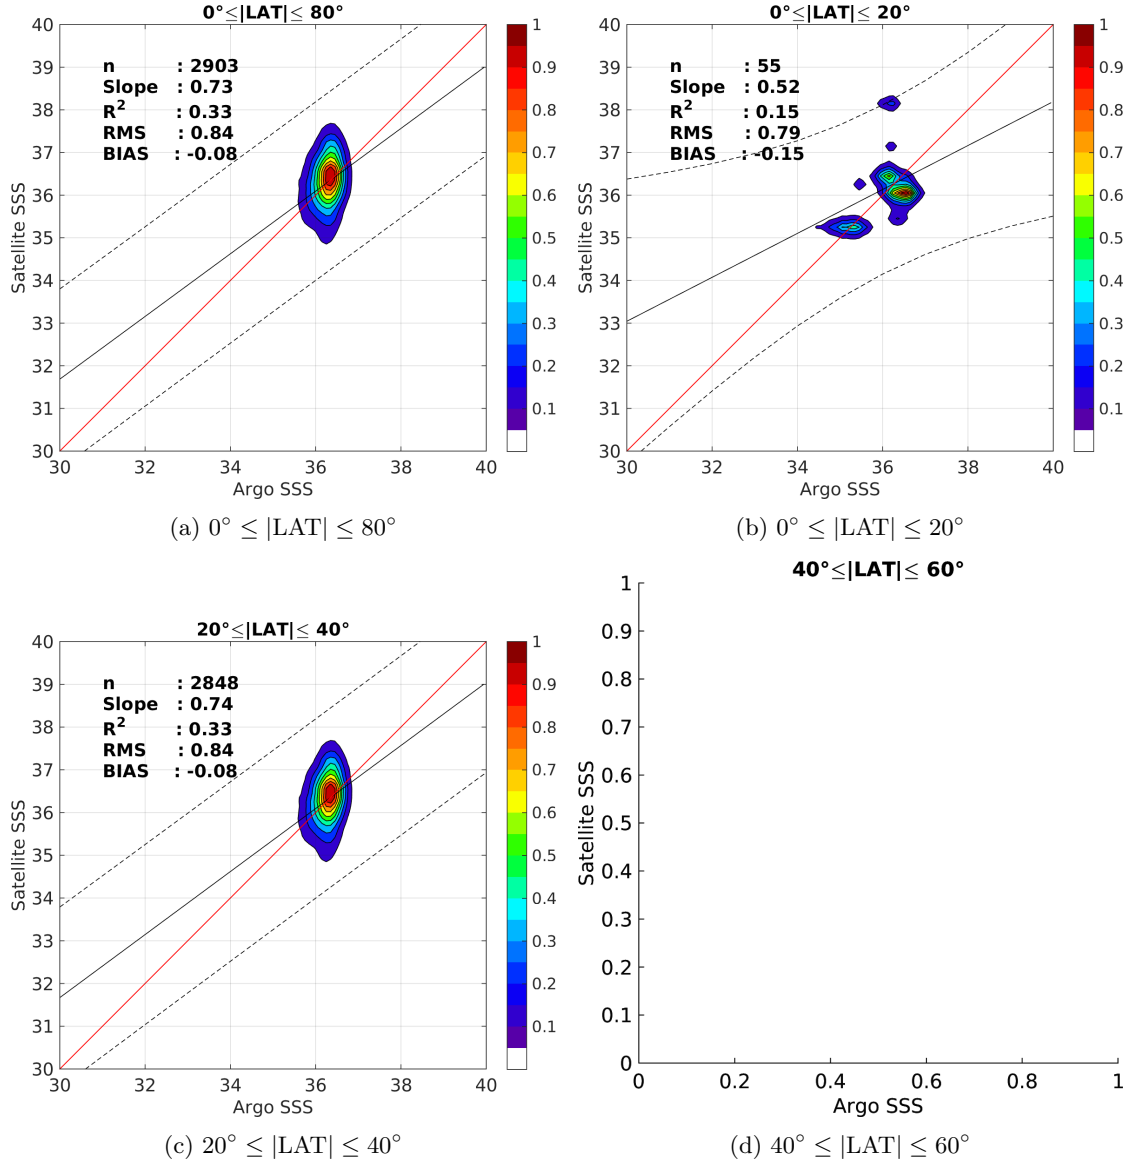 0°≤|LAT|≤ 80°
n : 2903
Slope : 0.73
R² : 0.33
RMS : 0.84
BIAS : -0.08
Satellite SSS
40
39
38
37
36
35
34
33
32
31
30
30 32 34 36 38 40
Argo SSS
1
0.9
0.8
0.7
0.6
0.5
0.4
0.3
0.2
0.1
(a) 0° ≤ |LAT| ≤ 80°
0°≤|LAT|≤ 20°
n : 55
Slope : 0.52
R² : 0.15
RMS : 0.79
BIAS : -0.15
Satellite SSS
40
39
38
37
36
35
34
33
32
31
30
30 32 34 36 38 40
Argo SSS
1
0.9
0.8
0.7
0.6
0.5
0.4
0.3
0.2
0.1
(b) 0° ≤ |LAT| ≤ 20°
20°≤|LAT|≤ 40°
n : 2848
Slope : 0.74
R² : 0.33
RMS : 0.84
BIAS : -0.08
Satellite SSS
40
39
38
37
36
35
34
33
32
31
30
30 32 34 36 38 40
Argo SSS
1
0.9
0.8
0.7
0.6
0.5
0.4
0.3
0.2
0.1
(c) 20° ≤ |LAT| ≤ 40°
40°≤|LAT|≤ 60°
Satellite SSS
1
0.9
0.8
0.7
0.6
0.5
0.4
0.3
0.2
0.1
0
0 0.2 0.4 0.6 0.8 1
Argo SSS
(d) 40° ≤ |LAT| ≤ 60°